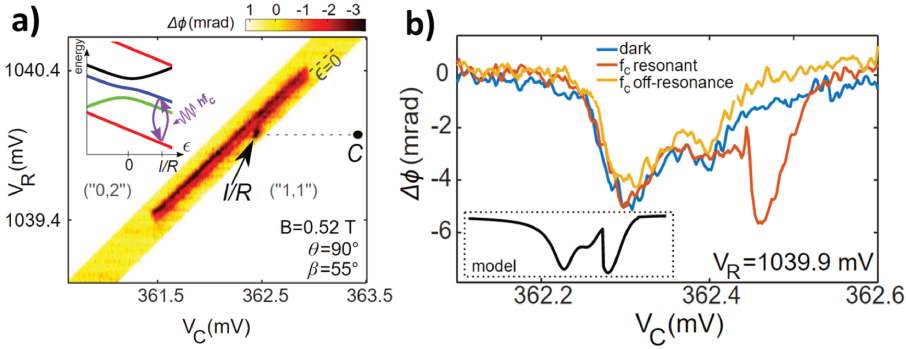 a)
Δϕ(mrad) 1 0 -1 -2 -3
energy
hf_c
0 I/R ϵ
ϵ=0
1040.4
1039.4
V_R(mV)
C
I/R
("0,2") ("1,1")
B=0.52 T
θ=90°
β=55°
361.5 362.5 363.5
V_C(mV)
b)
dark
f_c resonant
f_c off-resonance
0
-2
-4
-6
Δϕ(mrad)
model
V_R=1039.9 mV
362.2 362.4 362.6
V_C(mV)